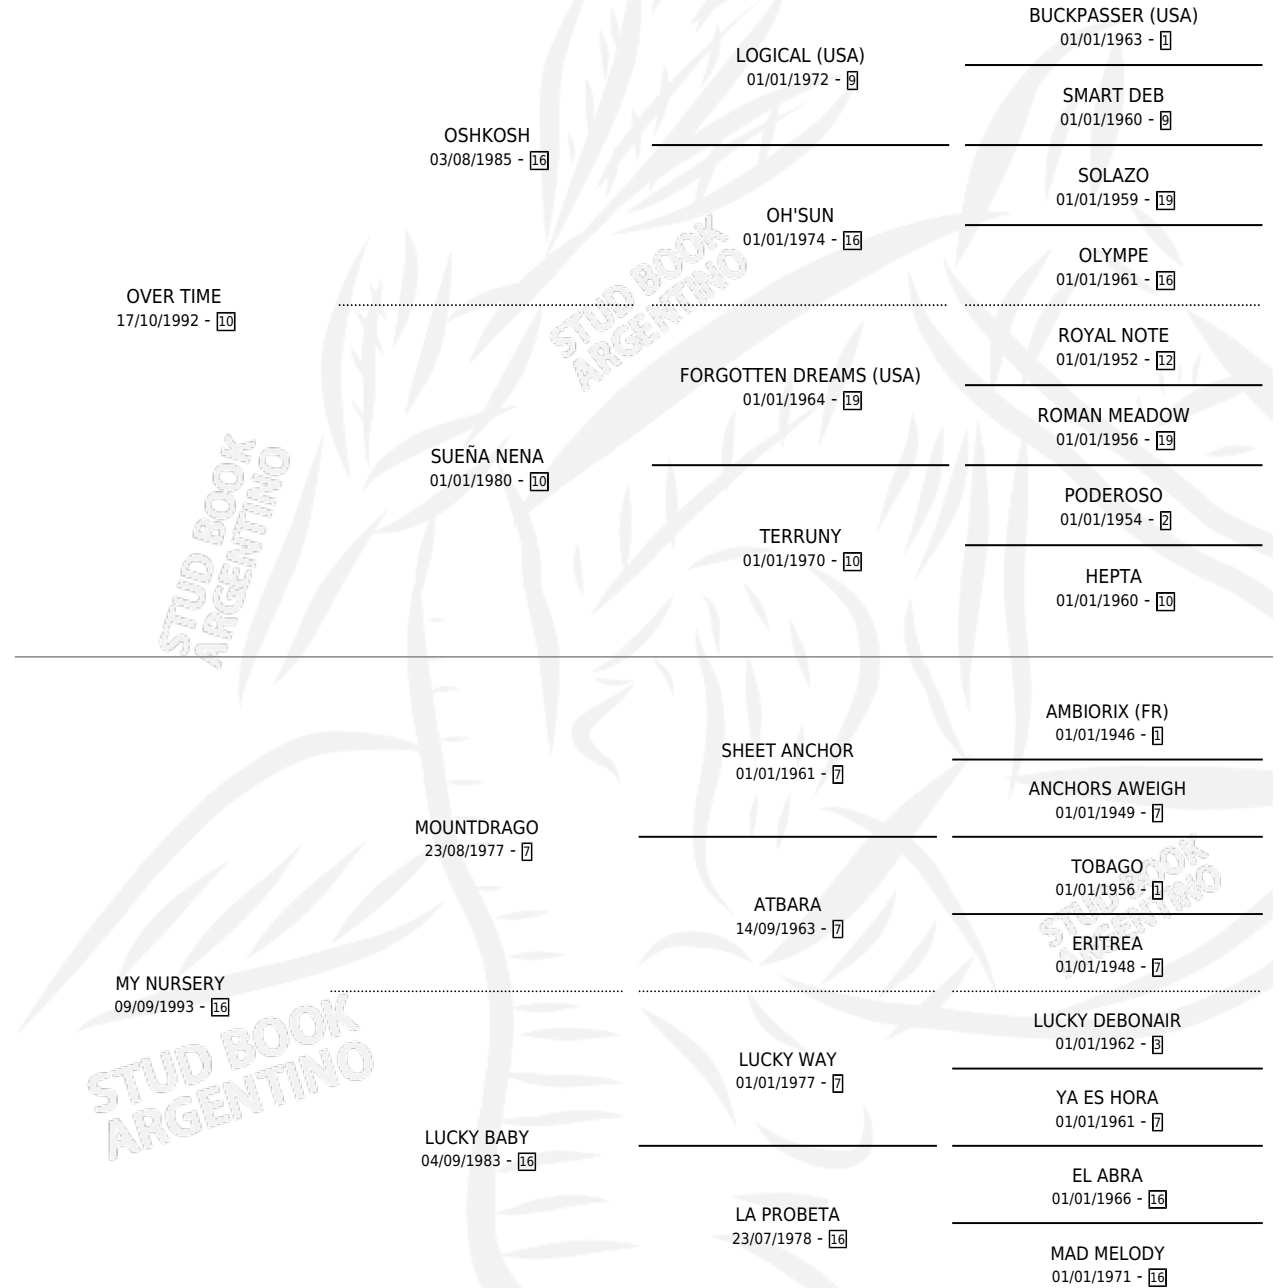 BUCKPASSER (USA)
01/01/1963 - 1
LOGICAL (USA)
01/01/1972 - 9
SMART DEB
01/01/1960 - 9
OSHKOSH
03/08/1985 - 16
SOLAZO
01/01/1959 - 19
OH'SUN
01/01/1974 - 16
OLYMPE
01/01/1961 - 16
OVER TIME
17/10/1992 - 10
ROYAL NOTE
01/01/1952 - 12
FORGOTTEN DREAMS (USA)
01/01/1964 - 19
ROMAN MEADOW
01/01/1956 - 19
SUEÑA NENA
01/01/1980 - 10
PODEROSO
01/01/1954 - 2
TERRUNY
01/01/1970 - 10
HEPTA
01/01/1960 - 10
AMBIORIX (FR)
01/01/1946 - 1
SHEET ANCHOR
01/01/1961 - 7
ANCHORS AWEIGH
01/01/1949 - 7
MOUNTDRAGO
23/08/1977 - 7
TOBAGO
01/01/1956 - 1
ATBARA
14/09/1963 - 7
ERITREA
01/01/1948 - 7
MY NURSERY
09/09/1993 - 16
LUCKY DEBONAIR
01/01/1962 - 3
LUCKY WAY
01/01/1977 - 7
YA ES HORA
01/01/1961 - 7
LUCKY BABY
04/09/1983 - 16
EL ABRA
01/01/1966 - 16
LA PROBETA
23/07/1978 - 16
MAD MELODY
01/01/1971 - 16
STUD BOOK
ARGENTINO
STUD BOOK
ARGENTINO
STUD BOOK
ARGENTINO
STUD BOOK
ARGENTINO